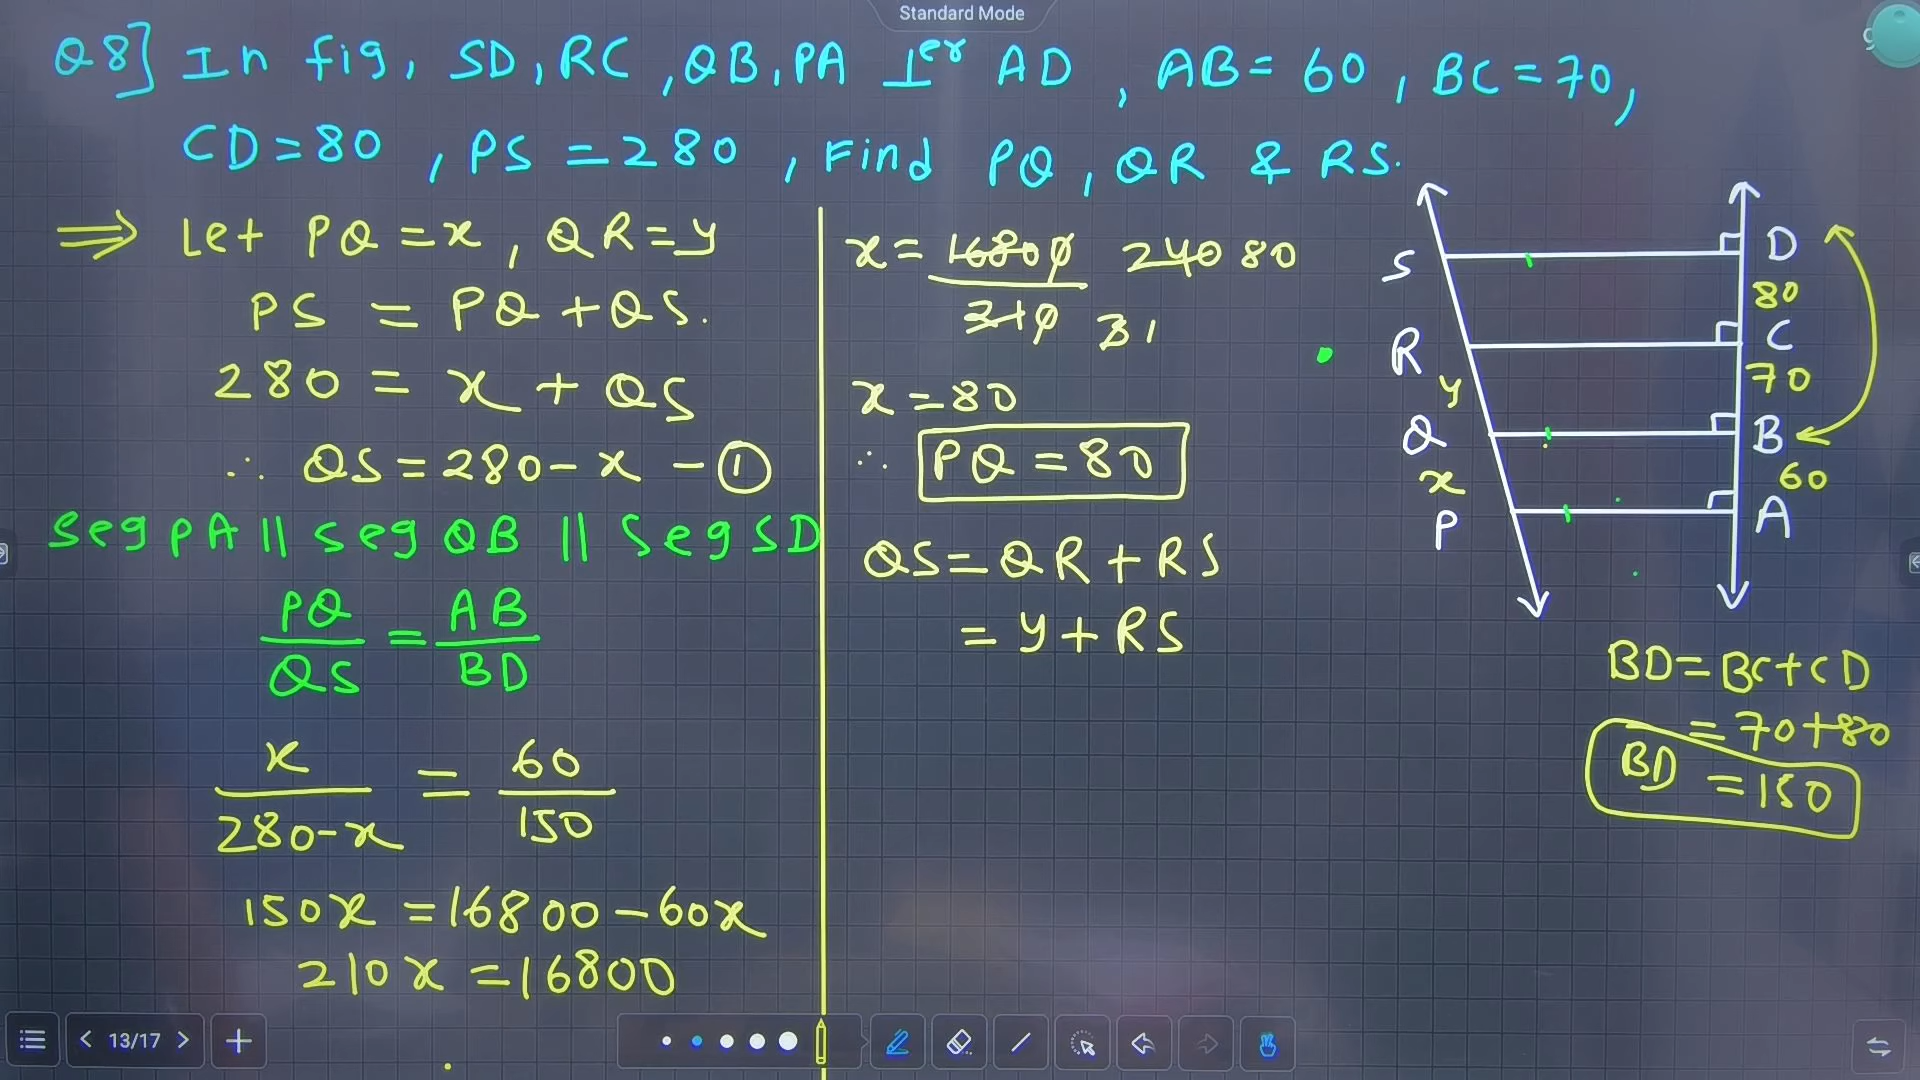 Standard Mode
Q8] In fig, SD, RC, QB, PA ⊥er AD, AB = 60, BC = 70,
CD = 80, PS = 280, Find PQ, QR & RS.
⇒ Let PQ = x, QR = y
PS = PQ + QS.
280 = x + QS
∴ QS = 280 - x - ①
Seg PA || Seg QB || Seg SD
PQ/QS = AB/BD
x/(280-x) = 60/150
150x = 16800 - 60x
210x = 16800
x = 16800/210 2400 80
3 1
x = 80
∴ PQ = 80
QS = QR + RS
= y + RS
S D
80
R C
y 70
Q B
x 60
P A
BD = BC + CD
= 70 + 80
BD = 150
13/17